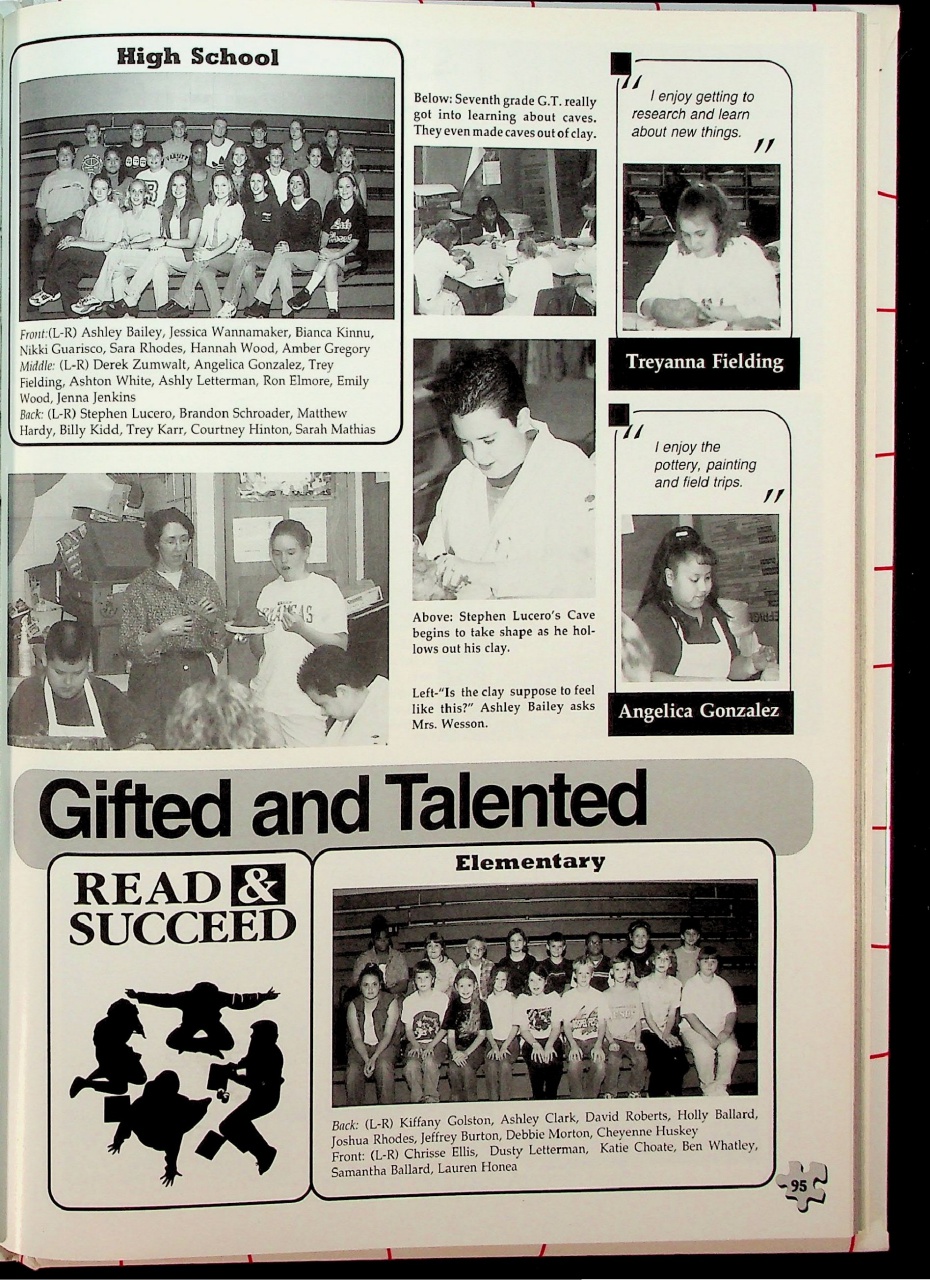 High School
Front:(L-R) Ashley Bailey, Jessica Wannamaker, Bianca Kinnu,
Nikki Guarisco, Sara Rhodes, Hannah Wood, Amber Gregory
Middle: (L-R) Derek Zumwalt, Angelica Gonzalez, Trey
Fielding, Ashton White, Ashly Letterman, Ron Elmore, Emily
Wood, Jenna Jenkins
Back: (L-R) Stephen Lucero, Brandon Schroader, Matthew
Hardy, Billy Kidd, Trey Karr, Courtney Hinton, Sarah Mathias
Below: Seventh grade G.T. really
got into learning about caves.
They even made caves out of clay.
Above: Stephen Lucero's Cave
begins to take shape as he hol-
lows out his clay.
Left-"Is the clay suppose to feel
like this?" Ashley Bailey asks
Mrs. Wesson.
"
I enjoy getting to
research and learn
about new things.
"
Treyanna Fielding
"
I enjoy the
pottery, painting
and field trips.
"
Angelica Gonzalez
Gifted and Talented
READ &
SUCCEED
Elementary
Back: (L-R) Kiffany Golston, Ashley Clark, David Roberts, Holly Ballard,
Joshua Rhodes, Jeffrey Burton, Debbie Morton, Cheyenne Huskey
Front: (L-R) Chrisse Ellis, Dusty Letterman, Katie Choate, Ben Whatley,
Samantha Ballard, Lauren Honea
95